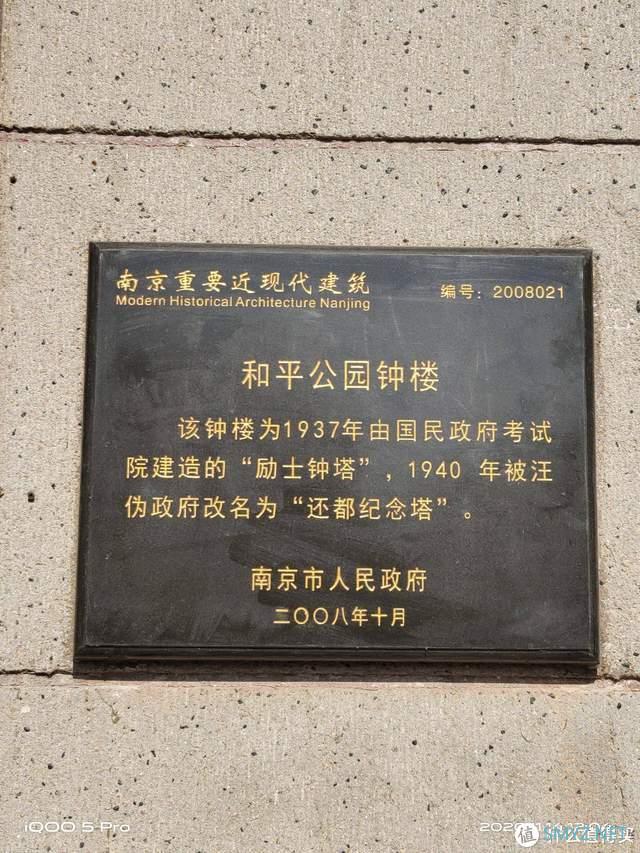 南京重要近现代建筑
Modern Historical Architecture Nanjing
编号：2008021
和平公园钟楼
该钟楼为1937年由国民政府考试
院建造的“励士钟塔”，1940 年被汪
伪政府改名为“还都纪念塔”。
南京市人民政府
二〇〇八年十月
iQOO 5 Pro